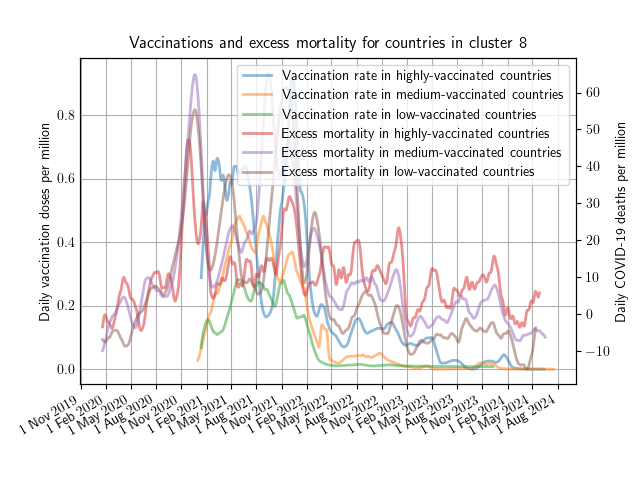 Vaccinations and excess mortality for countries in cluster 8
Vaccination rate in highly-vaccinated countries
Vaccination rate in medium-vaccinated countries
Vaccination rate in low-vaccinated countries
Excess mortality in highly-vaccinated countries
Excess mortality in medium-vaccinated countries
Excess mortality in low-vaccinated countries
Daily vaccination doses per million
0.8
0.6
0.4
0.2
0.0
60
50
40
30
20
10
0
−10
Daily COVID-19 deaths per million
1 Nov 2019
1 Feb 2020
1 May 2020
1 Aug 2020
1 Nov 2020
1 Feb 2021
1 May 2021
1 Aug 2021
1 Nov 2021
1 Feb 2022
1 May 2022
1 Aug 2022
1 Nov 2022
1 Feb 2023
1 May 2023
1 Aug 2023
1 Nov 2023
1 Feb 2024
1 May 2024
1 Aug 2024